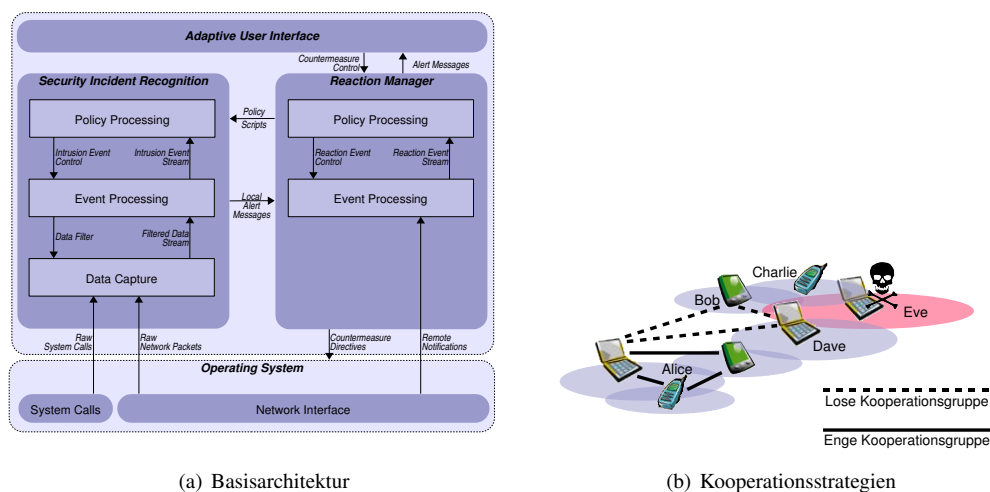 Adaptive User Interface
Countermeasure
Control
Alert Messages
Security Incident Recognition
Reaction Manager
Policy Processing
Policy
Scripts
Policy Processing
Intrusion Event
Control
Intrusion Event
Stream
Reaction Event
Control
Reaction Event
Stream
Event Processing
Local
Alert
Messages
Event Processing
Data Filter
Filtered Data
Stream
Data Capture
Raw
System Calls
Raw
Network Packets
Countermeasure
Directives
Remote
Notifications
Operating System
System Calls
Network Interface
(a) Basisarchitektur
Charlie
Bob
Eve
Dave
Alice
Lose Kooperationsgruppe
Enge Kooperationsgruppe
(b) Kooperationsstrategien